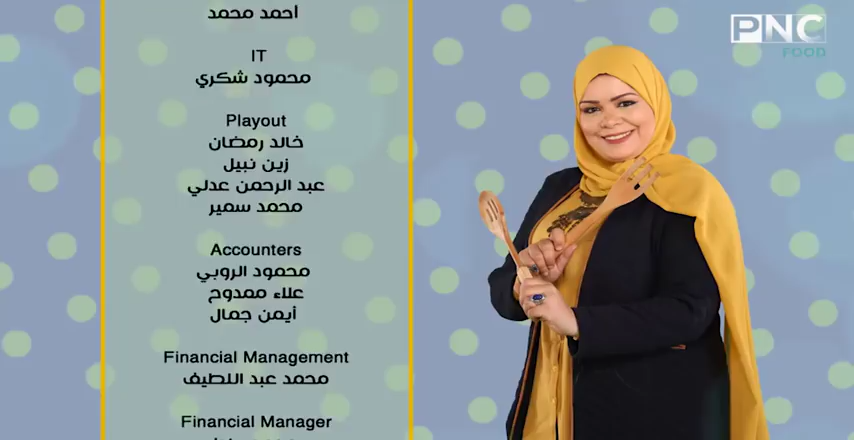 احمد محمد
IT
محمود شكري
Playout
خالد رمضان
زين نبيل
عبد الرحمن عدلي
محمد سمير
Accounters
محمود الروبي
علاء ممدوح
أيمن جمال
Financial Management
محمد عبد اللطيف
Financial Manager
PNC
FOOD